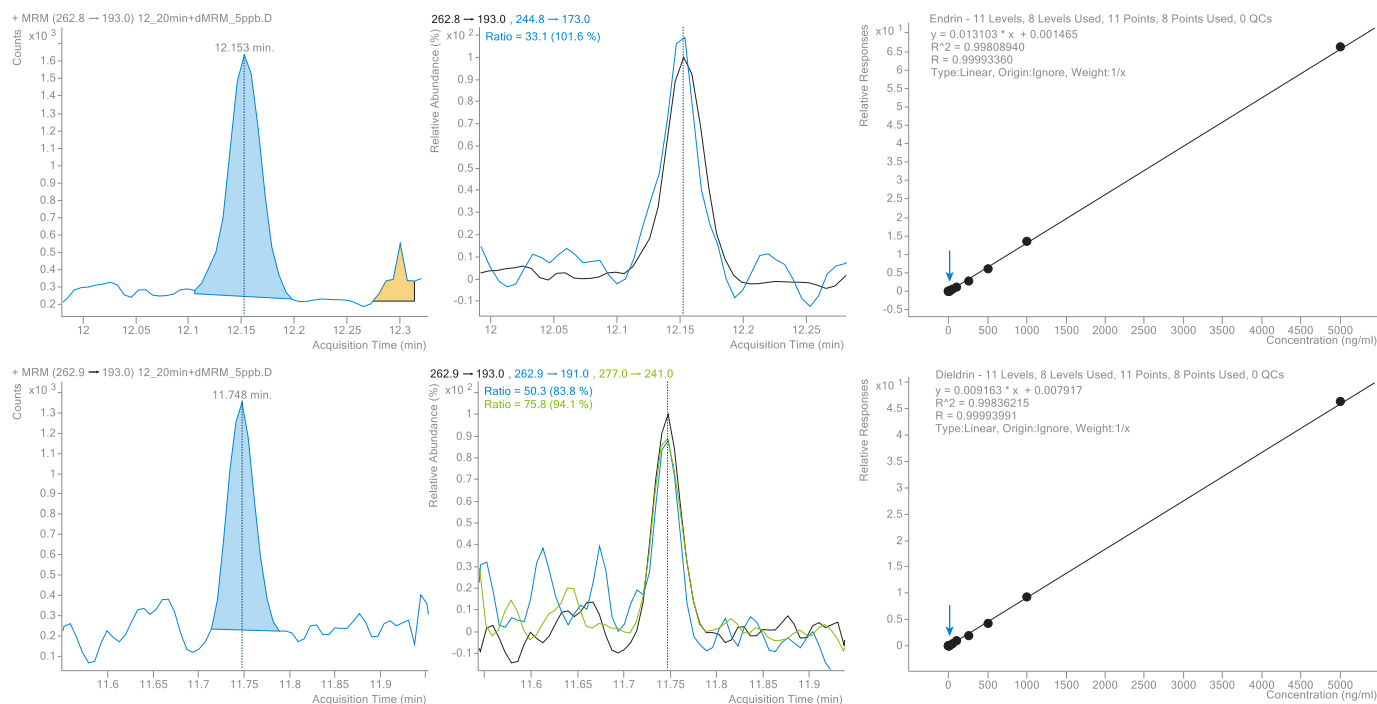 + MRM (262.8 → 193.0) 12_20min+dMRM_5ppb.D
Counts
x10 3
12.153 min.
1.6
1.5
1.4
1.3
1.2
1.1
1
0.9
0.8
0.7
0.6
0.5
0.4
0.3
0.2
12 12.05 12.1 12.15 12.2 12.25 12.3
Acquisition Time (min)
262.8 → 193.0 , 244.8 → 173.0
Relative Abundance (%)
x10 2
Ratio = 33.1 (101.6 %)
1
0.9
0.8
0.7
0.6
0.5
0.4
0.3
0.2
0.1
0
-0.1
12 12.05 12.1 12.15 12.2 12.25
Acquisition Time (min)
Endrin - 11 Levels, 8 Levels Used, 11 Points, 8 Points Used, 0 QCs
Relative Responses
x10 1
y = 0.013103 * x + 0.001465
R^2 = 0.99808940
R = 0.99993360
Type:Linear, Origin:Ignore, Weight:1/x
6.5
6
5.5
5
4.5
4
3.5
3
2.5
2
1.5
1
0.5
0
-0.5
0 500 1000 1500 2000 2500 3000 3500 4000 4500 5000
Concentration (ng/ml)
+ MRM (262.9 → 193.0) 12_20min+dMRM_5ppb.D
Counts
x10 3
11.748 min.
1.3
1.2
1.1
1
0.9
0.8
0.7
0.6
0.5
0.4
0.3
0.2
0.1
11.6 11.65 11.7 11.75 11.8 11.85 11.9
Acquisition Time (min)
262.9 → 193.0 , 262.9 → 191.0 , 277.0 → 241.0
Relative Abundance (%)
x10 2
Ratio = 50.3 (83.8 %)
Ratio = 75.8 (94.1 %)
1
0.9
0.8
0.7
0.6
0.5
0.4
0.3
0.2
0.1
0
-0.1
11.6 11.65 11.7 11.75 11.8 11.85 11.9
Acquisition Time (min)
Dieldrin - 11 Levels, 8 Levels Used, 11 Points, 8 Points Used, 0 QCs
Relative Responses
x10 1
y = 0.009163 * x + 0.007917
R^2 = 0.99836215
R = 0.99993991
Type:Linear, Origin:Ignore, Weight:1/x
5
4.5
4
3.5
3
2.5
2
1.5
1
0.5
0
0 500 1000 1500 2000 2500 3000 3500 4000 4500 5000
Concentration (ng/ml)